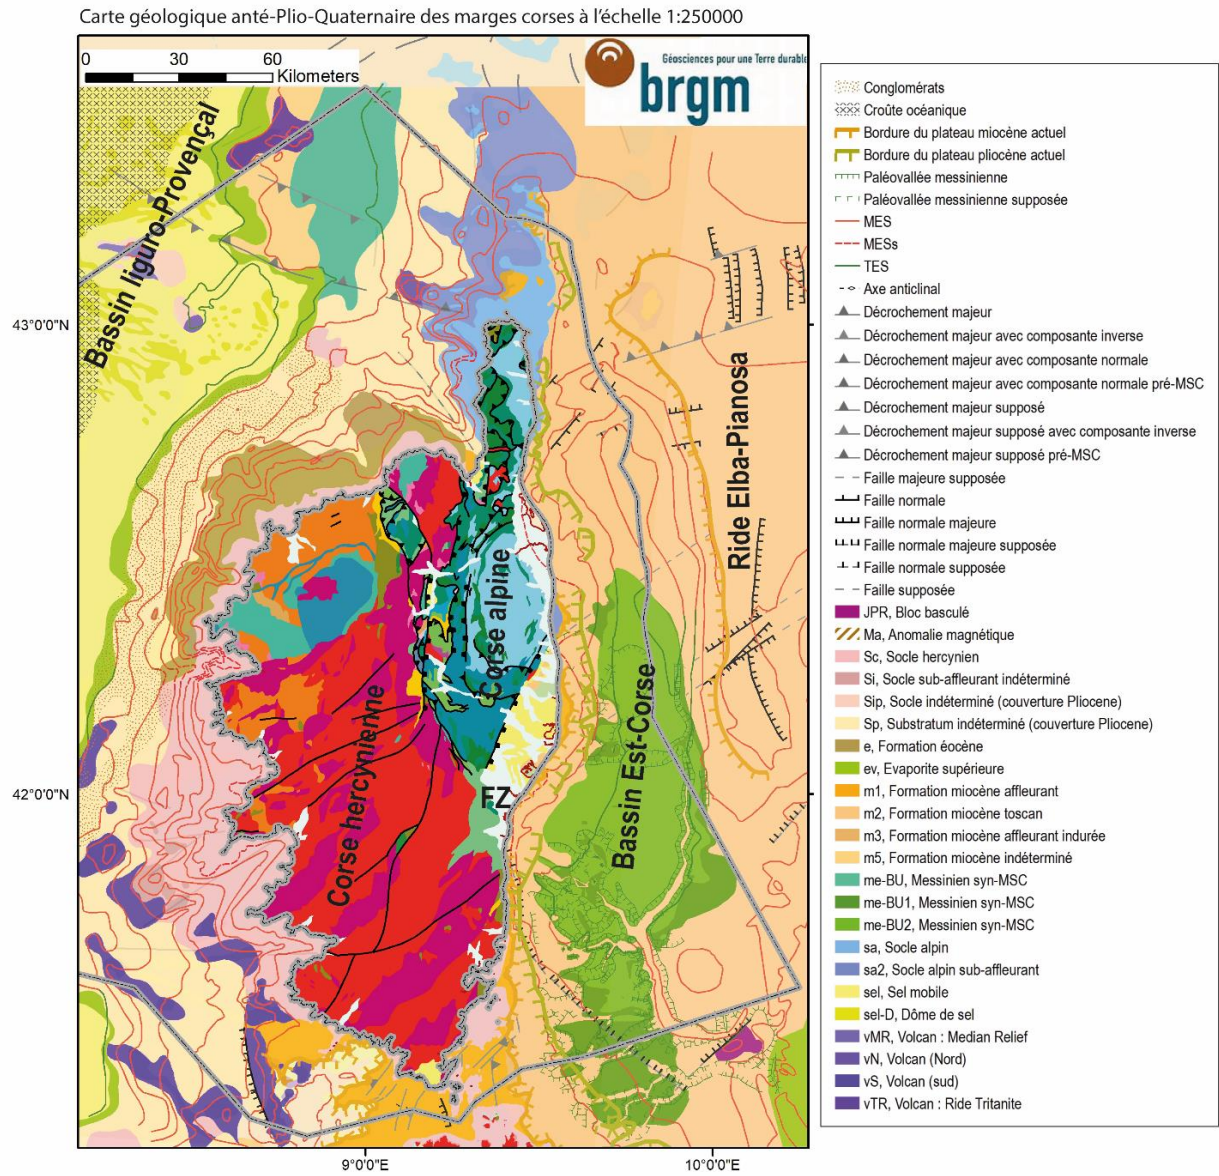 Carte géologique anté-Plio-Quaternaire des marges corses à l'échelle 1:250000
0 30 60
Kilometers
Géosciences pour une Terre durable
brgm
Bassin liguro-Provençal
43°0'0"N
Ride Elba-Pianosa
Corse alpine
Corse hercynienne
Bassin Est-Corse
42°0'0"N
FZ
9°0'0"E
10°0'0"E
Conglomérats
Croûte océanique
Bordure du plateau miocène actuel
Bordure du plateau pliocène actuel
Paléovallée messinienne
Paléovallée messinienne supposée
MES
MESs
TES
Axe anticlinal
Décrochement majeur
Décrochement majeur avec composante inverse
Décrochement majeur avec composante normale
Décrochement majeur avec composante normale pré-MSC
Décrochement majeur supposé
Décrochement majeur supposé avec composante inverse
Décrochement majeur supposé pré-MSC
Faille majeure supposée
Faille normale
Faille normale majeure
Faille normale majeure supposée
Faille normale supposée
Faille supposée
JPR, Bloc basculé
Ma, Anomalie magnétique
Sc, Socle hercynien
Si, Socle sub-affleurant indéterminé
Sip, Socle indéterminé (couverture Pliocene)
Sp, Substratum indéterminé (couverture Pliocene)
e, Formation éocène
ev, Evaporite supérieure
m1, Formation miocène affleurant
m2, Formation miocène toscan
m3, Formation miocène affleurant indurée
m5, Formation miocène indéterminé
me-BU, Messinien syn-MSC
me-BU1, Messinien syn-MSC
me-BU2, Messinien syn-MSC
sa, Socle alpin
sa2, Socle alpin sub-affleurant
sel, Sel mobile
sel-D, Dôme de sel
vMR, Volcan : Median Relief
vN, Volcan (Nord)
vS, Volcan (sud)
vTR, Volcan : Ride Tritanite